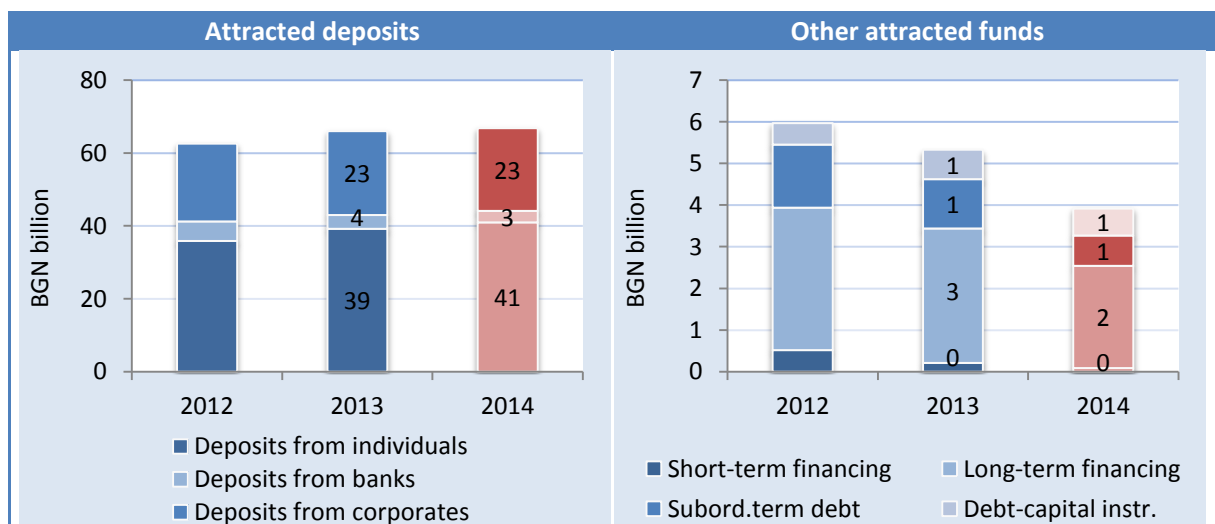 Attracted deposits
80
60
40
20
0
BGN billion
23
4
39
23
3
41
2012 2013 2014
Deposits from individuals
Deposits from banks
Deposits from corporates
Other attracted funds
7
6
5
4
3
2
1
0
BGN billion
1
1
3
0
1
1
2
0
2012 2013 2014
Short-term financing Long-term financing
Subord.term debt Debt-capital instr.